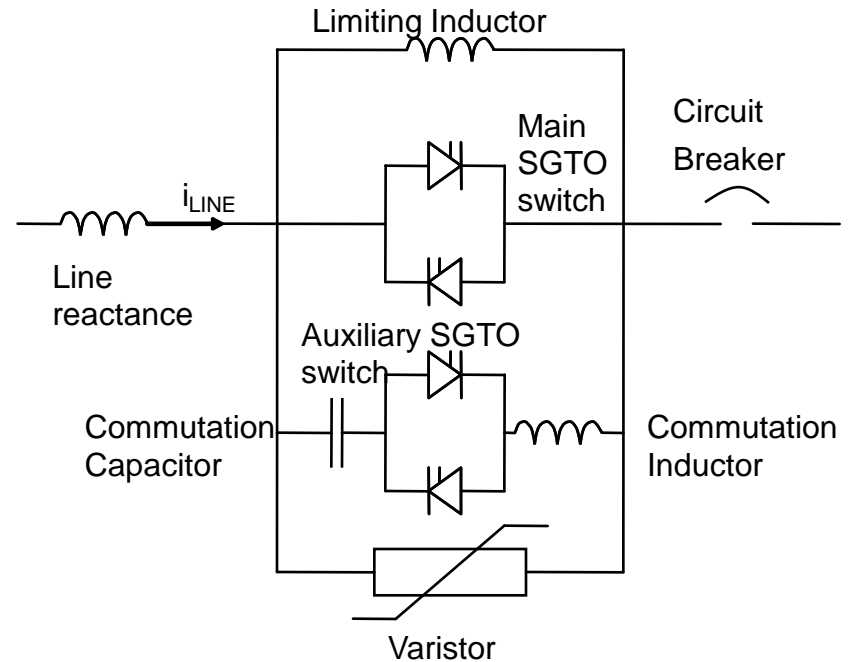 Limiting Inductor
Main
SGTO
switch
Circuit
Breaker
iLINE
Line
reactance
Auxiliary SGTO
switch
Commutation
Capacitor
Commutation
Inductor
Varistor